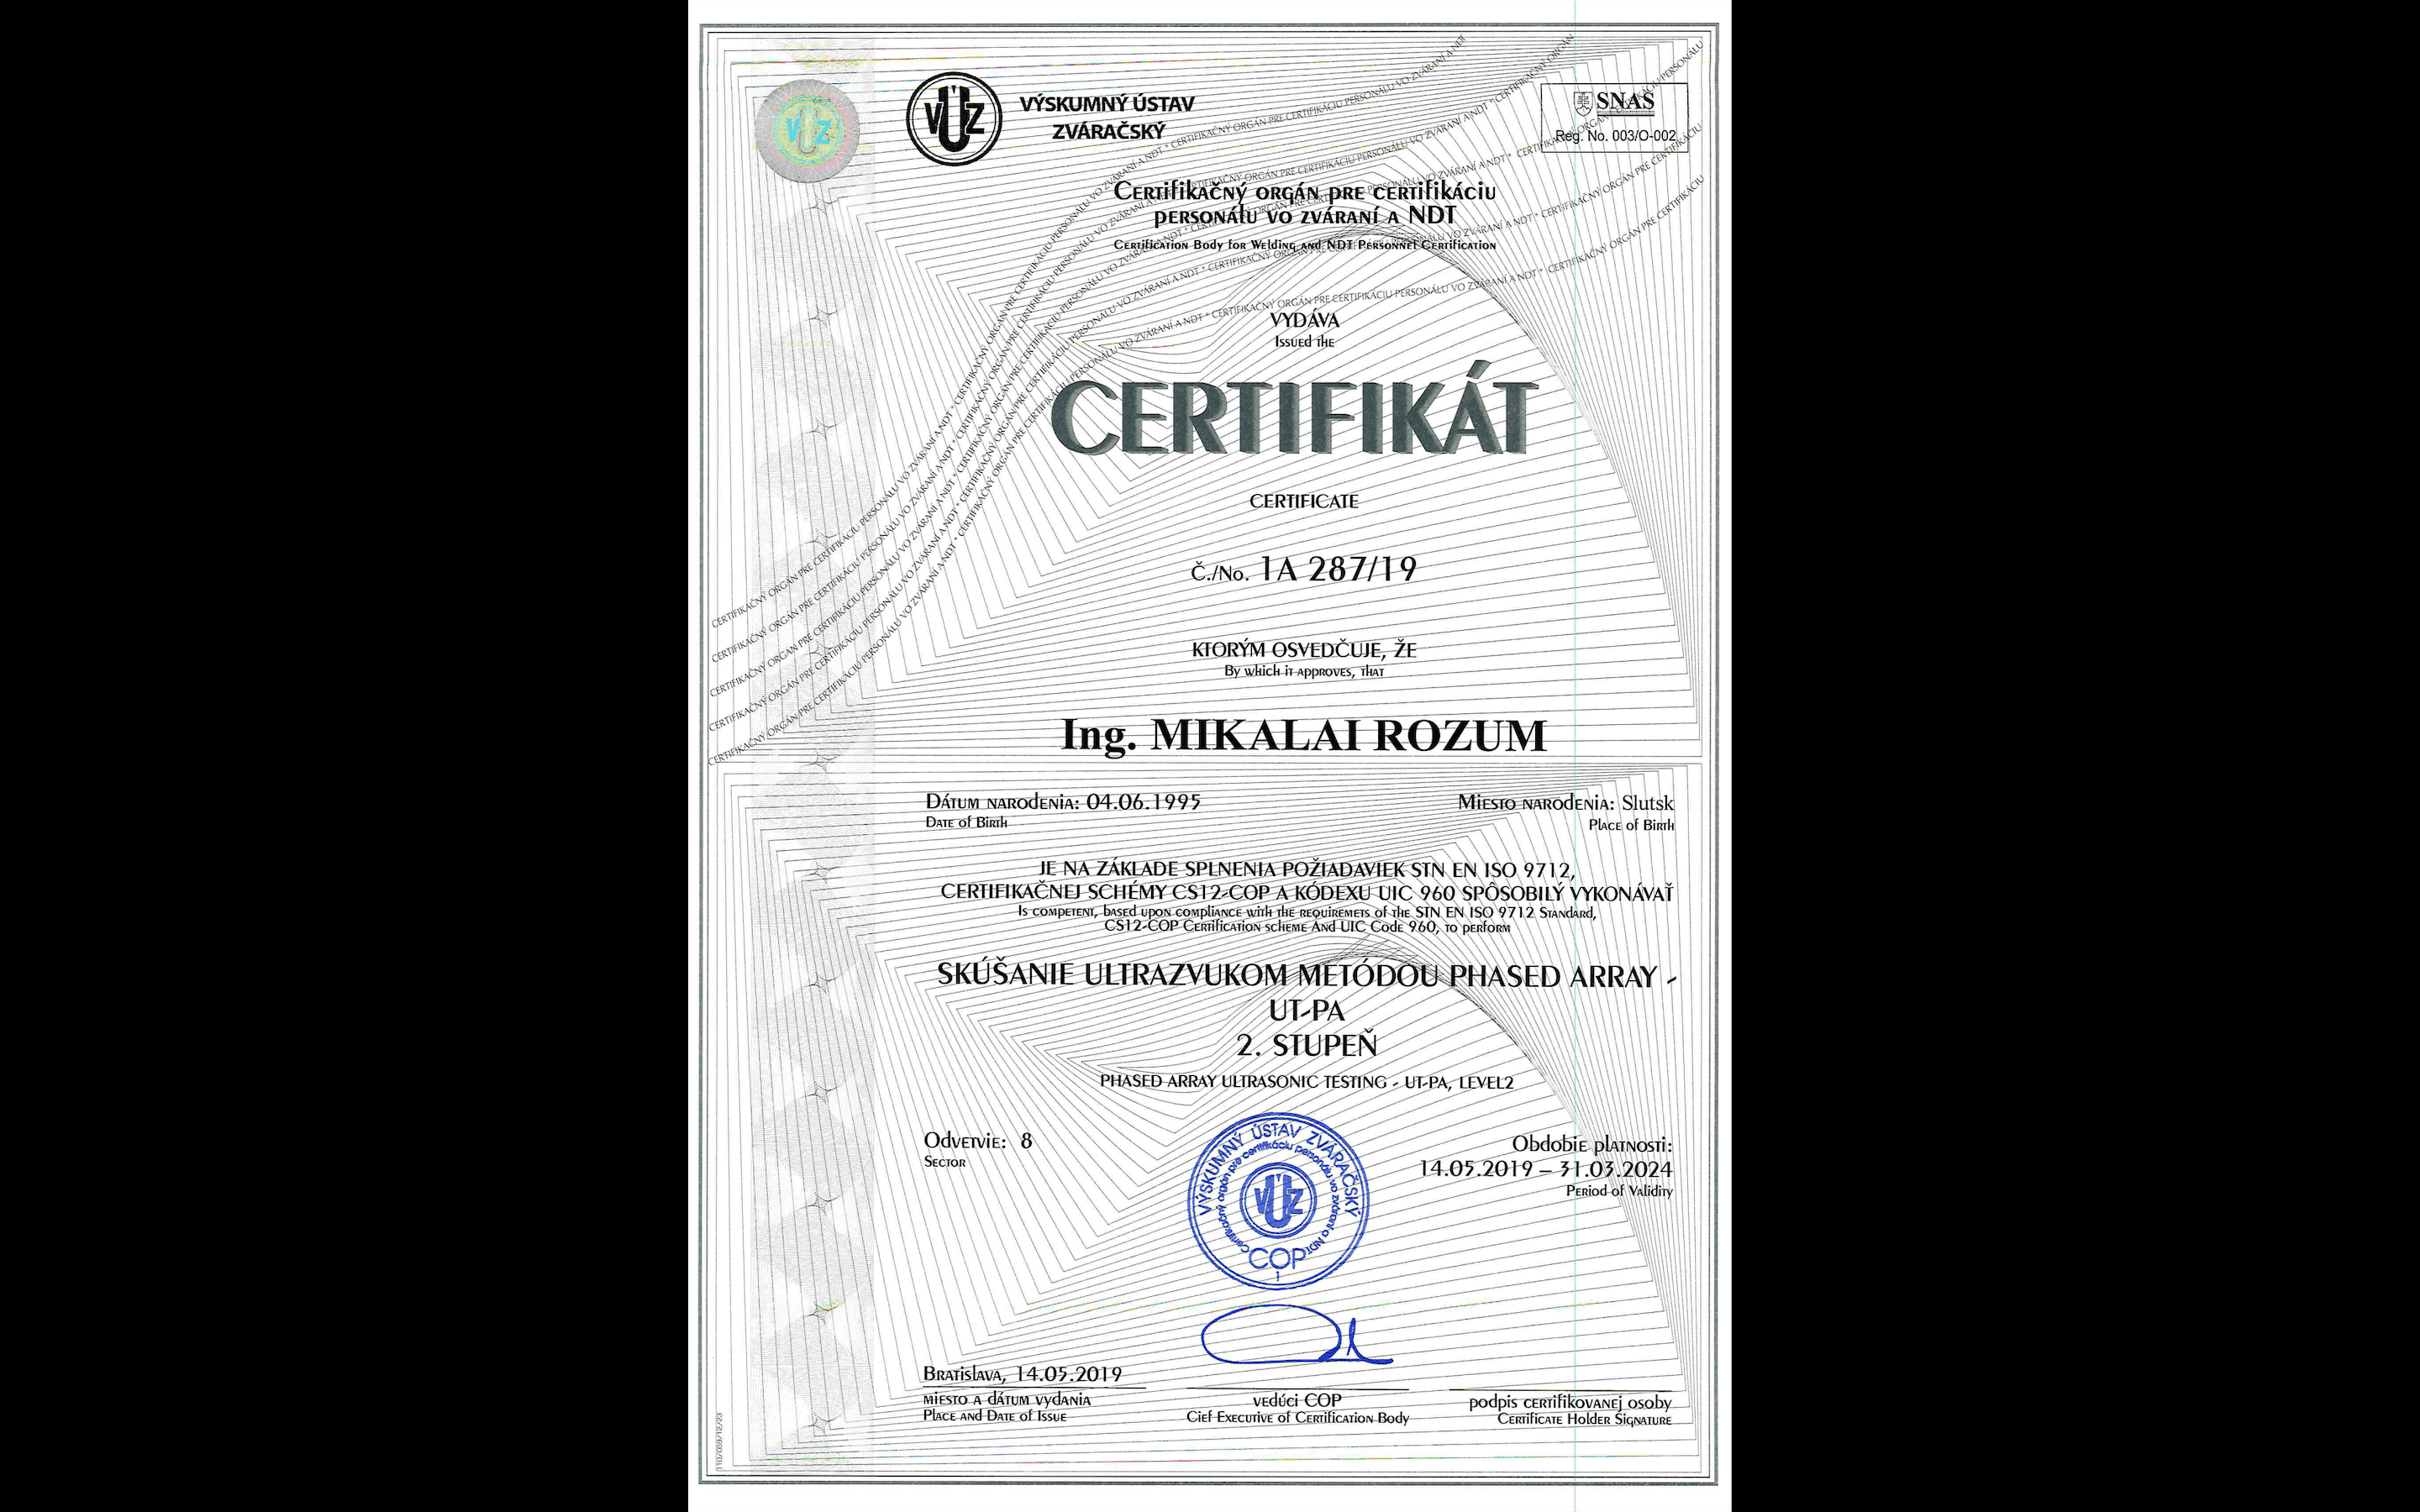 VÚZ
VÚZ
VÝSKUMNÝ ÚSTAV
ZVÁRAČSKÝ
SNAS
Reg. No. 003/O-002
Certifikačný orgán pre certifikáciu
personálu vo zváraní a NDT
Certification Body for Welding and NDT Personnel Certification
VYDÁVA
Issued the
CERTIFIKÁT
CERTIFICATE
Č./No. 1A 287/19
KTORÝM OSVEDČUJE, ŽE
By which it approves, that
Ing. MIKALAI ROZUM
Dátum narodenia: 04.06.1995
Date of Birth
Miesto narodenia: Slutsk
Place of Birth
JE NA ZÁKLADE SPLNENIA POŽIADAVIEK STN EN ISO 9712,
CERTIFIKAČNEJ SCHÉMY CS12-COP A KÓDEXU UIC 960 SPÔSOBILÝ VYKONÁVAŤ
Is competent, based upon compliance with the requiremets of the STN EN ISO 9712 Standard,
CS12-COP Certification scheme And UIC Code 960, to perform
SKÚŠANIE ULTRAZVUKOM METÓDOU PHASED ARRAY -
UT-PA
2. STUPEŇ
PHASED ARRAY ULTRASONIC TESTING - UT-PA, LEVEL2
Odvetvie: 8
Sector
VÝSKUMNÝ ÚSTAV ZVÁRAČSKÝ
Certifikačný orgán pre certifikáciu personálu vo zváraní a NDT
VÚZ
COP
1
Obdobie platnosti:
14.05.2019 – 31.03.2024
Period of Validity
Bratislava, 14.05.2019
miesto a dátum vydania
Place and Date of Issue
vedúci COP
Cief Executive of Certification Body
podpis certifikovanej osoby
Certificate Holder Signature